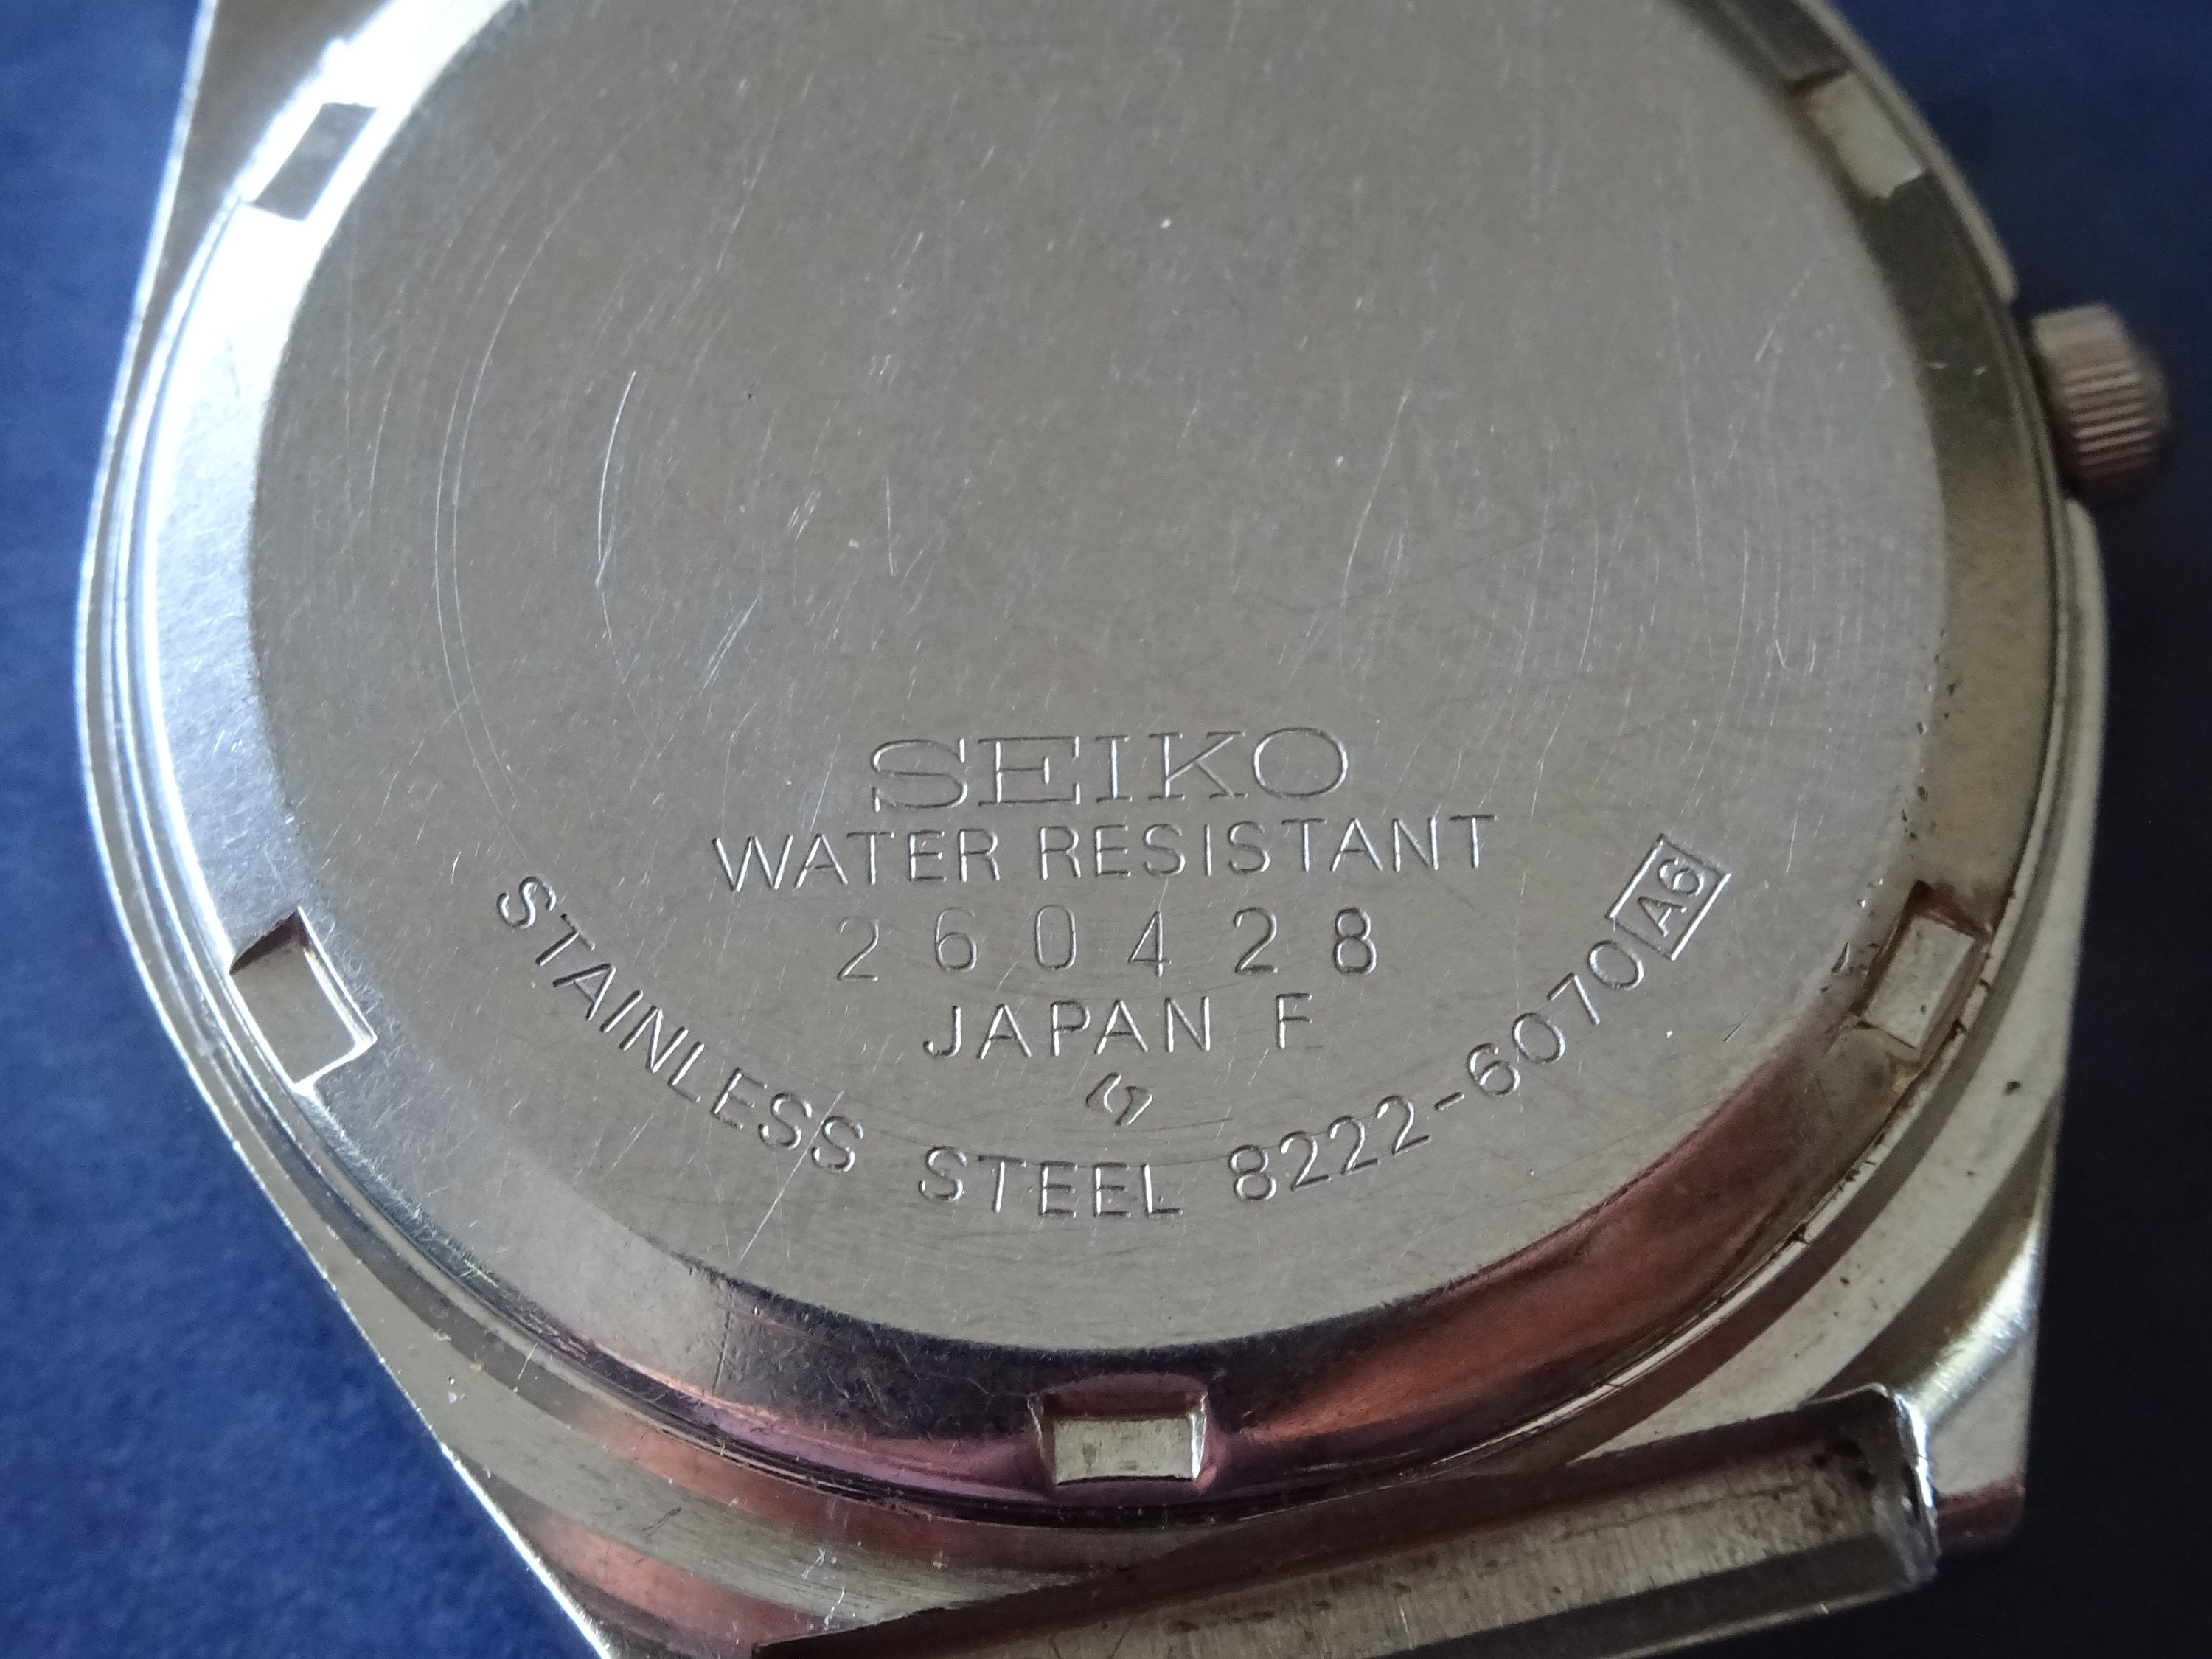 SEIKO
WATER RESISTANT
260428
JAPAN F
STAINLESS STEEL 8222-6070 A6